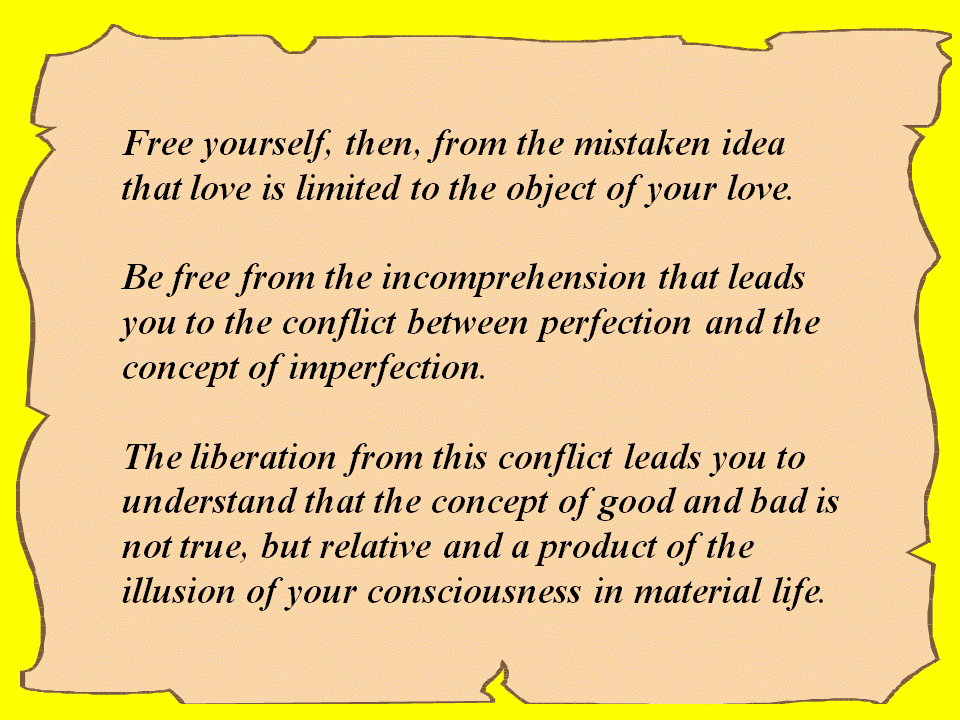 Free yourself, then, from the mistaken idea
that love is limited to the object of your love.
Be free from the incomprehension that leads
you to the conflict between perfection and the
concept of imperfection.
The liberation from this conflict leads you to
understand that the concept of good and bad is
not true, but relative and a product of the
illusion of your consciousness in material life.